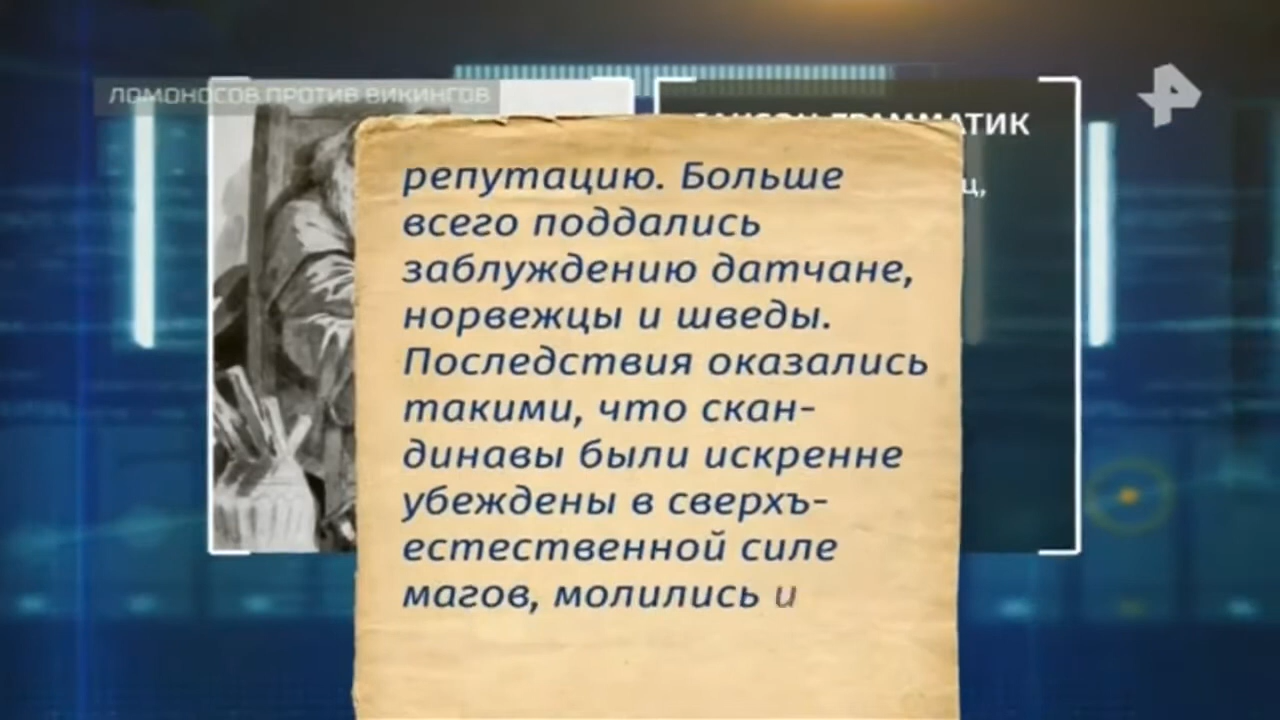 ЛОМОНОСОВ ПРОТИВ ВИКИНГОВ
репутацию. Больше
всего поддались
заблуждению датчане,
норвежцы и шведы.
Последствия оказались
такими, что скан-
динавы были искренне
убеждены в сверхъ-
естественной силе
магов, молились и